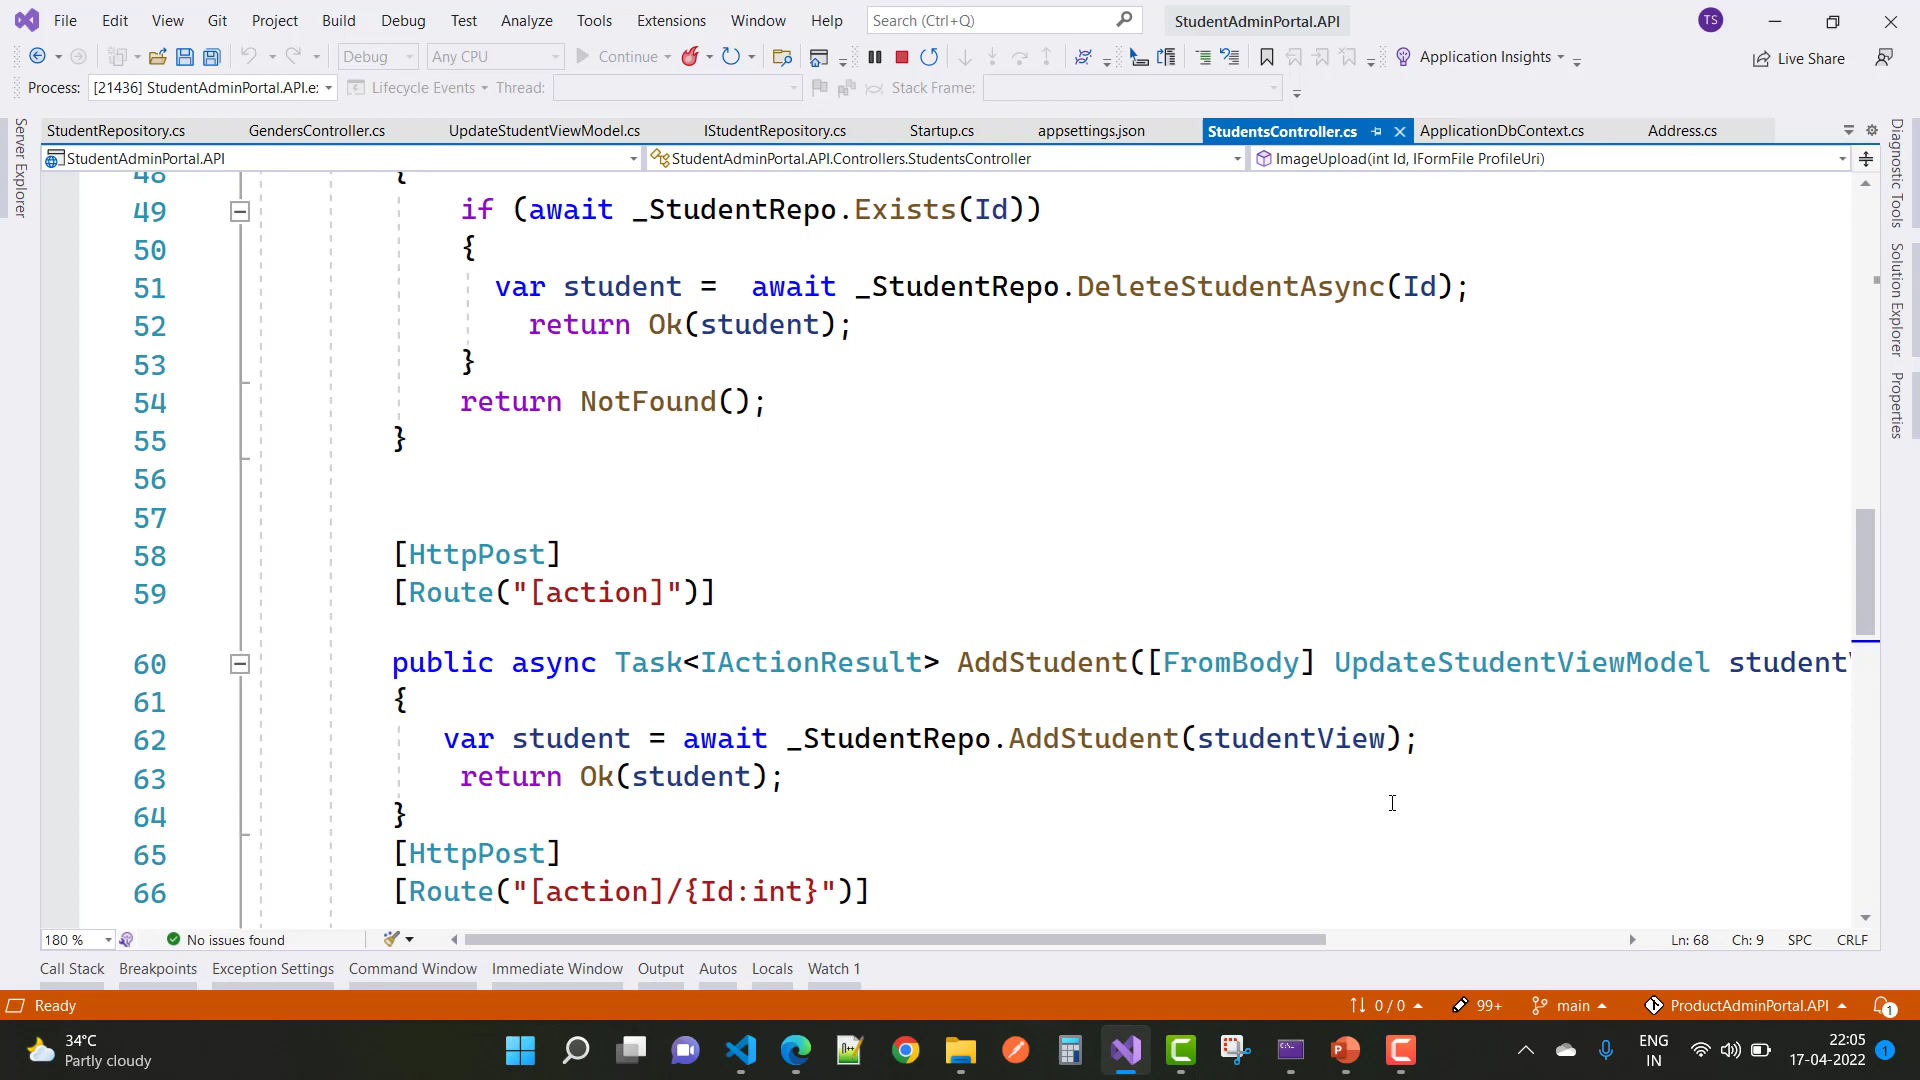 File Edit View Git Project Build Debug Test Analyze Tools Extensions Window Help Search (Ctrl+Q) StudentAdminPortal.API TS
Debug Any CPU Continue Application Insights Live Share
Process: [21436] StudentAdminPortal.API.e: Lifecycle Events Thread: Stack Frame:
StudentRepository.cs GendersController.cs UpdateStudentViewModel.cs IStudentRepository.cs Startup.cs appsettings.json StudentsController.cs ApplicationDbContext.cs Address.cs
StudentAdminPortal.API StudentAdminPortal.API.Controllers.StudentsController ImageUpload(int Id, IFormFile ProfileUri)
Server Explorer
Diagnostic Tools
Solution Explorer
Properties
48 {
49 if (await _StudentRepo.Exists(Id))
50 {
51 var student =  await _StudentRepo.DeleteStudentAsync(Id);
52 return Ok(student);
53 }
54 return NotFound();
55 }
56
57
58 [HttpPost]
59 [Route("[action]")]
60 public async Task<IActionResult> AddStudent([FromBody] UpdateStudentViewModel student
61 {
62 var student = await _StudentRepo.AddStudent(studentView);
63 return Ok(student);
64 }
65 [HttpPost]
66 [Route("[action]/{Id:int}")]
180 % No issues found Ln: 68 Ch: 9 SPC CRLF
Call Stack Breakpoints Exception Settings Command Window Immediate Window Output Autos Locals Watch 1
Ready 0 / 0 99+ main ProductAdminPortal.API 1
34°C
Partly cloudy
ENG
IN
22:05
17-04-2022
1